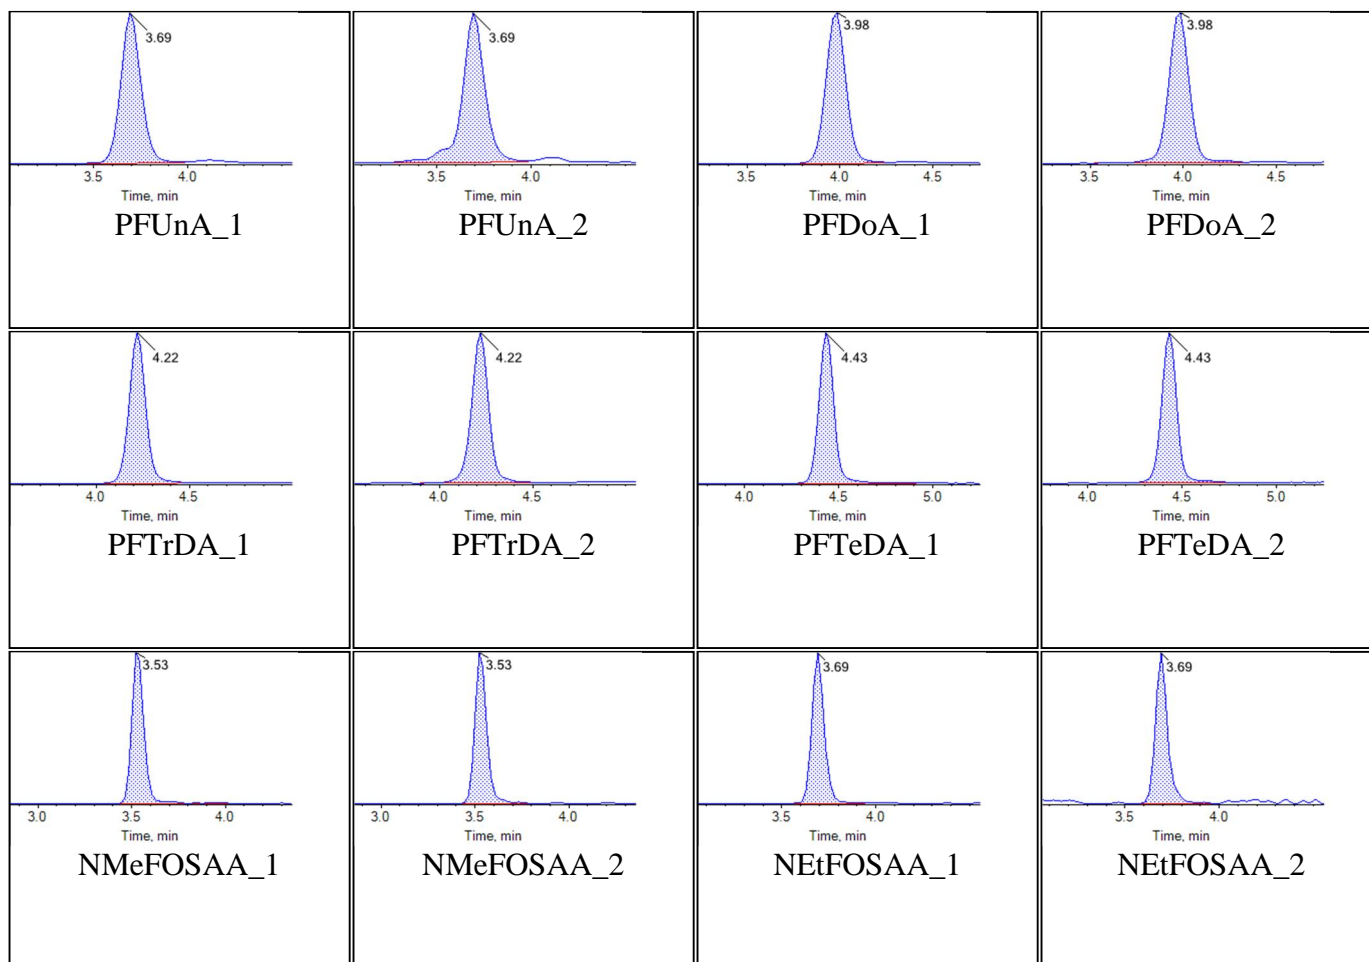 3.69 3.69 3.98 3.98
3.5 4.0 3.5 4.0 3.5 4.0 4.5 3.5 4.0 4.5
Time, min Time, min Time, min Time, min
PFUnA_1 PFUnA_2 PFDoA_1 PFDoA_2
4.22 4.22 4.43 4.43
4.0 4.5 4.0 4.5 4.0 4.5 5.0 4.0 4.5 5.0
Time, min Time, min Time, min Time, min
PFTrDA_1 PFTrDA_2 PFTeDA_1 PFTeDA_2
3.53 3.53 3.69 3.69
3.0 3.5 4.0 3.0 3.5 4.0 3.5 4.0 3.5 4.0
Time, min Time, min Time, min Time, min
NMeFOSAA_1 NMeFOSAA_2 NEtFOSAA_1 NEtFOSAA_2